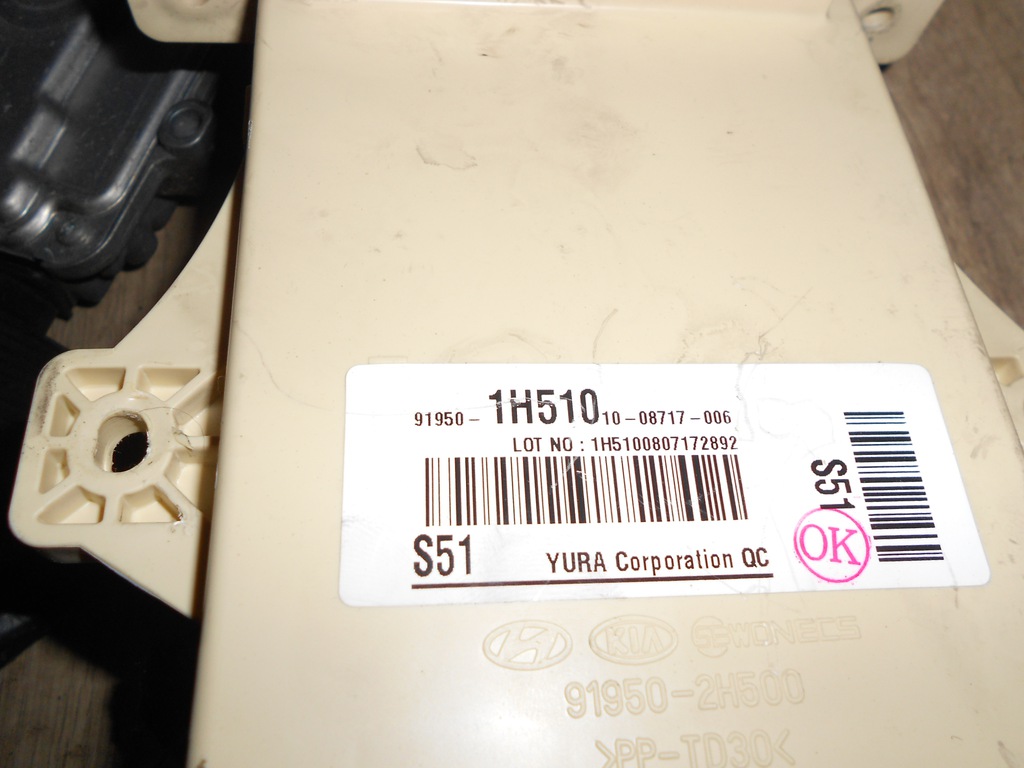 91950- 1H510 10-08717-006
LOT NO : 1H5100807172892
S51
YURA Corporation QC
S51
OK
KIA SEWONECS
91950-2H500
>PP-TD30<